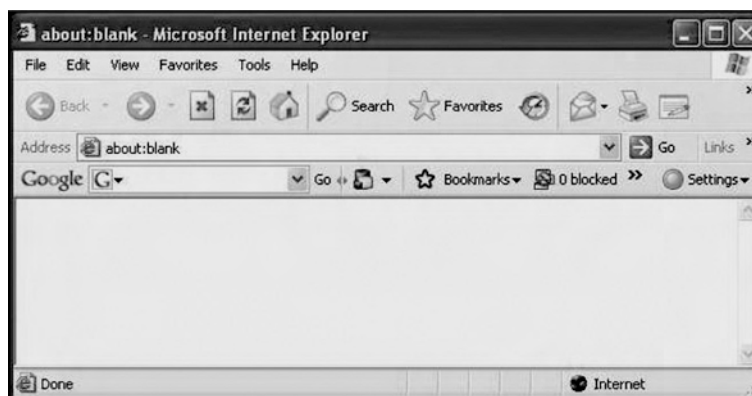 about:blank - Microsoft Internet Explorer
File Edit View Favorites Tools Help
Back Search Favorites
Address about:blank Go Links »
Google G Go Bookmarks 0 blocked » Settings
Done Internet